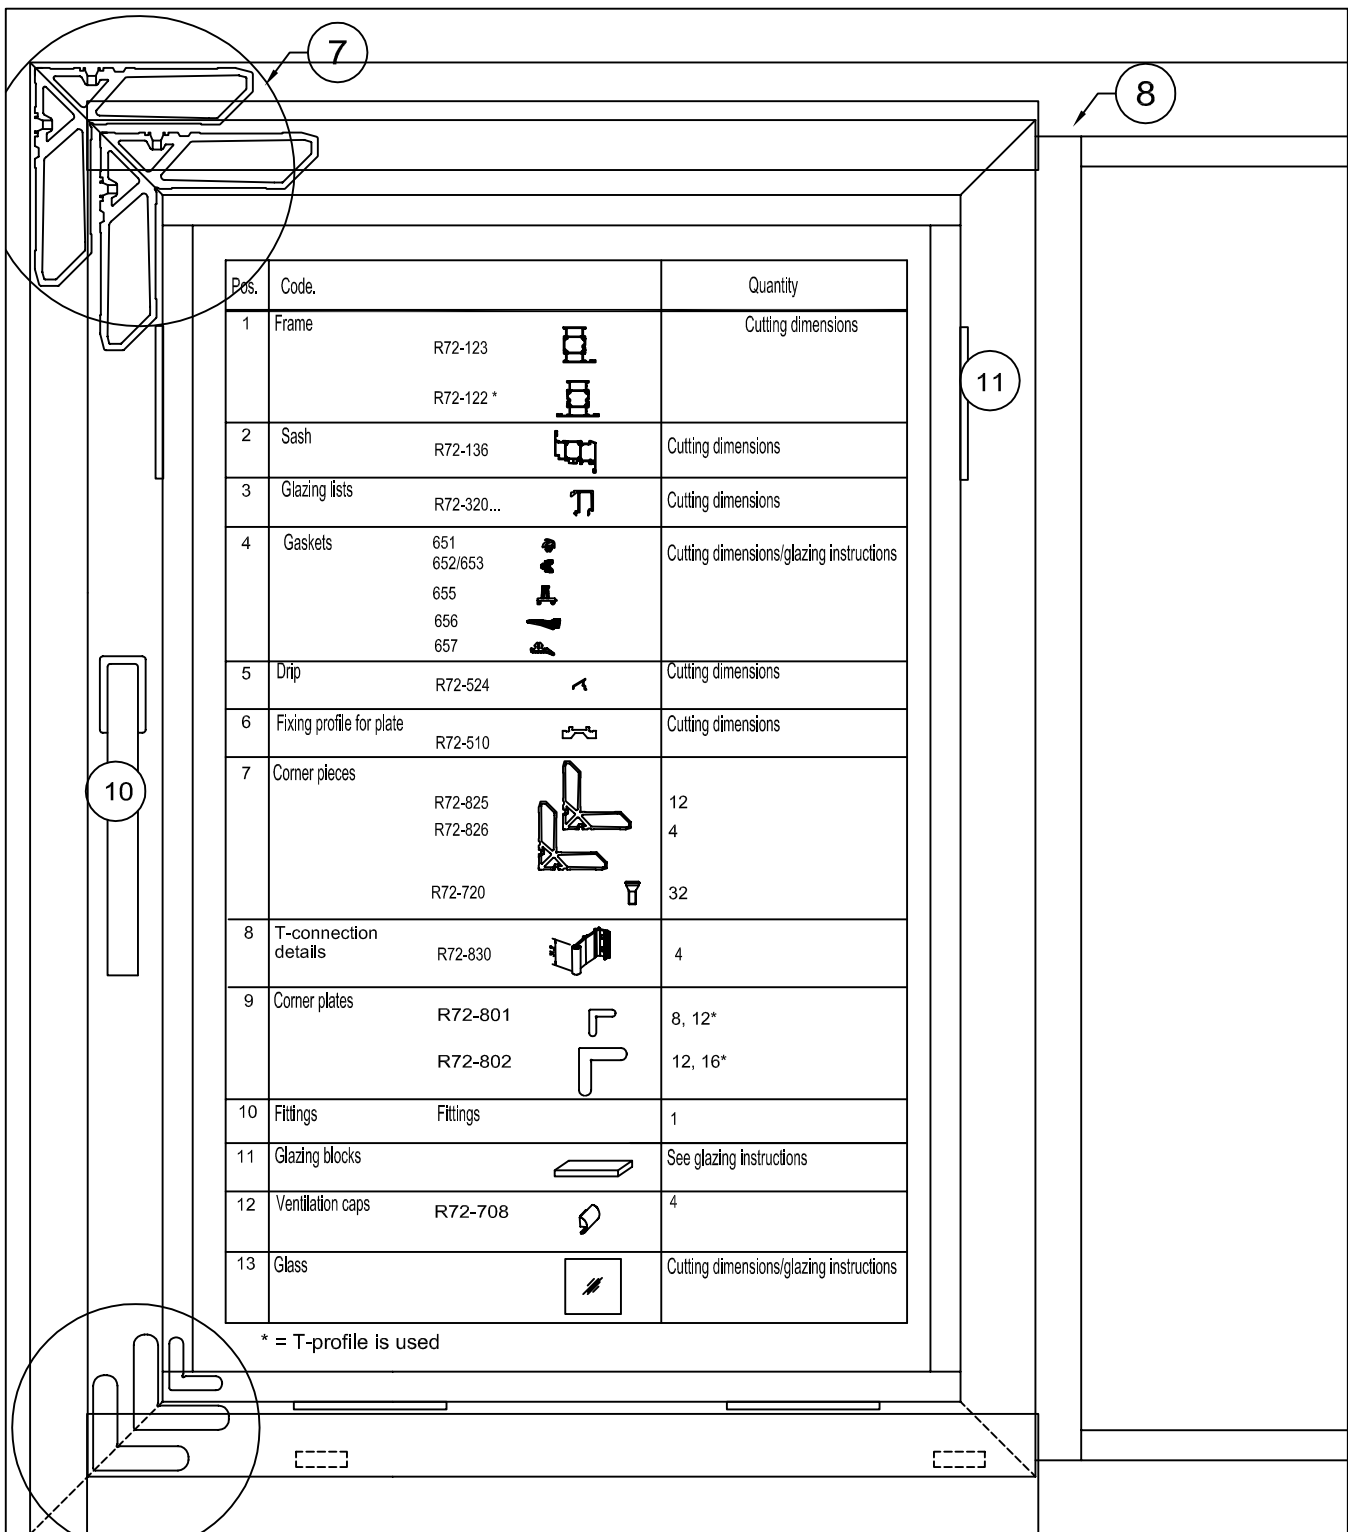 7
8
Pos. Code. Quantity
1 Frame Cutting dimensions
R72-123
R72-122 *
11
2 Sash R72-136 Cutting dimensions
3 Glazing lists R72-320... Cutting dimensions
4 Gaskets 651 Cutting dimensions/glazing instructions
652/653
655
656
657
5 Drip R72-524 Cutting dimensions
6 Fixing profile for plate R72-510 Cutting dimensions
7 Corner pieces
10
R72-825 12
R72-826 4
R72-720 32
8 T-connection
details R72-830 4
9 Corner plates R72-801 8, 12*
R72-802 12, 16*
10 Fittings Fittings 1
11 Glazing blocks See glazing instructions
12 Ventilation caps R72-708 4
13 Glass Cutting dimensions/glazing instructions
* = T-profile is used